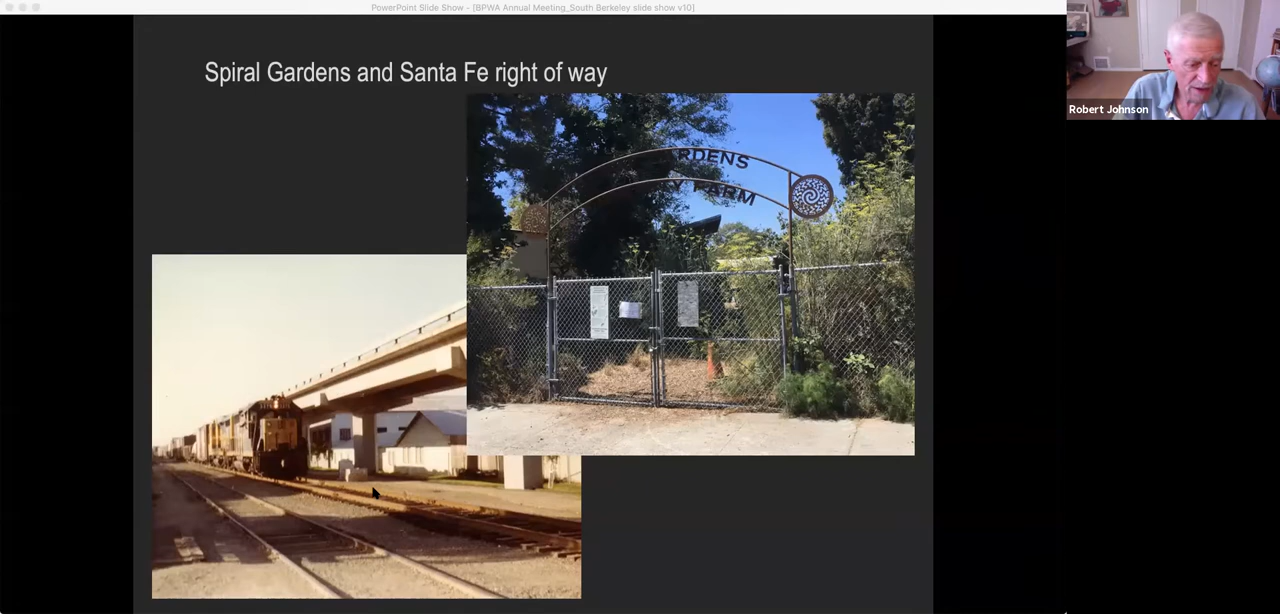 PowerPoint Slide Show - [BPWA Annual Meeting_South Berkeley slide show v10]
Spiral Gardens and Santa Fe right of way
RDENS
Y FARM
Robert Johnson